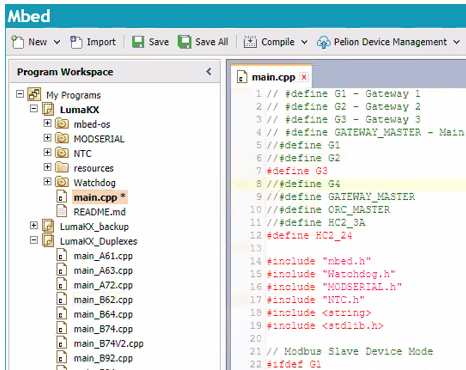 Mbed
New Import Save Save All Compile Pelion Device Management
Program Workspace <
My Programs
LumaKX
mbed-os
MODSERIAL
NTC
resources
Watchdog
main.cpp *
README.md
LumaKX_backup
LumaKX_Duplexes
main_A61.cpp
main_A63.cpp
main_A72.cpp
main_B62.cpp
main_B64.cpp
main_B74.cpp
main_B74V2.cpp
main_B92.cpp
main.cpp x
1 // #define G1 - Gateway 1
2 // #define G2 - Gateway 2
3 // #define G3 - Gateway 3
4 // #define GATEWAY_MASTER - Main
5 //#define G1
6 //#define G2
7 #define G3
8 //#define G4
9 //#define GATEWAY_MASTER
10 //#define ORC_MASTER
11 //#define HC2_3A
12 #define HC2_24
13
14 #include "mbed.h"
15 #include "Watchdog.h"
16 #include "MODSERIAL.h"
17 #include "NTC.h"
18 #include <string>
19 #include <stdlib.h>
20
21 // Modbus Slave Device Mode
22 #ifdef G1